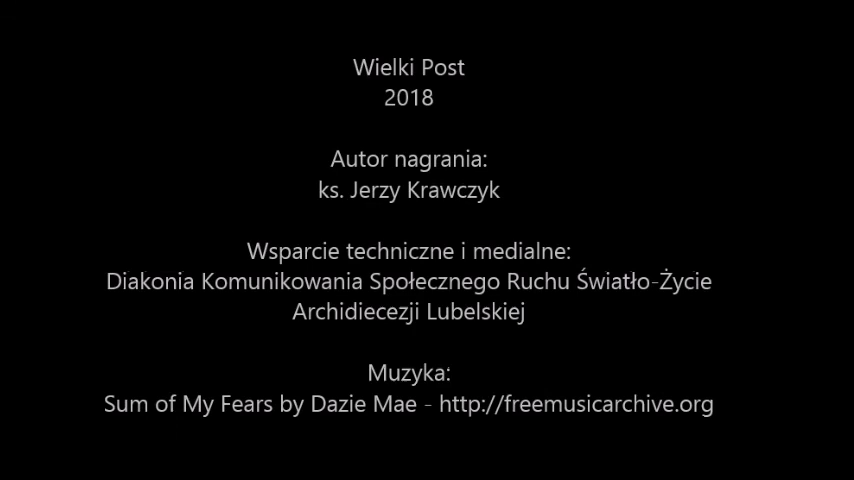 Wielki Post
2018
Autor nagrania:
ks. Jerzy Krawczyk
Wsparcie techniczne i medialne:
Diakonia Komunikowania Społecznego Ruchu Światło-Życie
Archidiecezji Lubelskiej
Muzyka:
Sum of My Fears by Dazie Mae - http://freemusicarchive.org